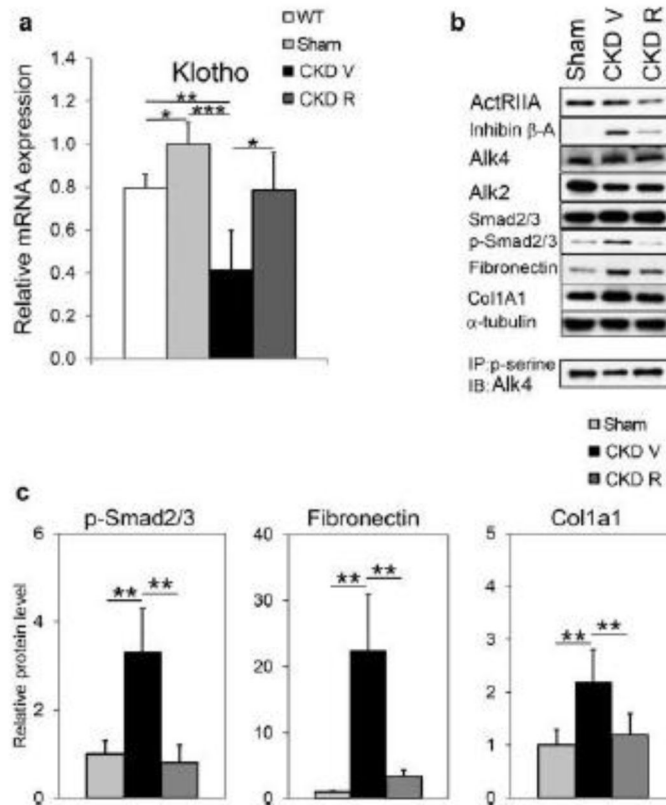 a
WT
Sham
CKD V
CKD R
Klotho
**
* ***
*
Relative mRNA expression
1.4
1.2
1.0
0.8
0.6
0.4
0.2
0.0
b
Sham
CKD V
CKD R
ActRIIA
Inhibin β-A
Alk4
Alk2
Smad2/3
p-Smad2/3
Fibronectin
Col1A1
α-tubulin
IP:p-serine
IB:Alk4
Sham
CKD V
CKD R
c
p-Smad2/3
Relative protein level
6
4
2
0
** **
Fibronectin
40
30
20
10
0
** **
Col1a1
5
4
3
2
1
0
** **